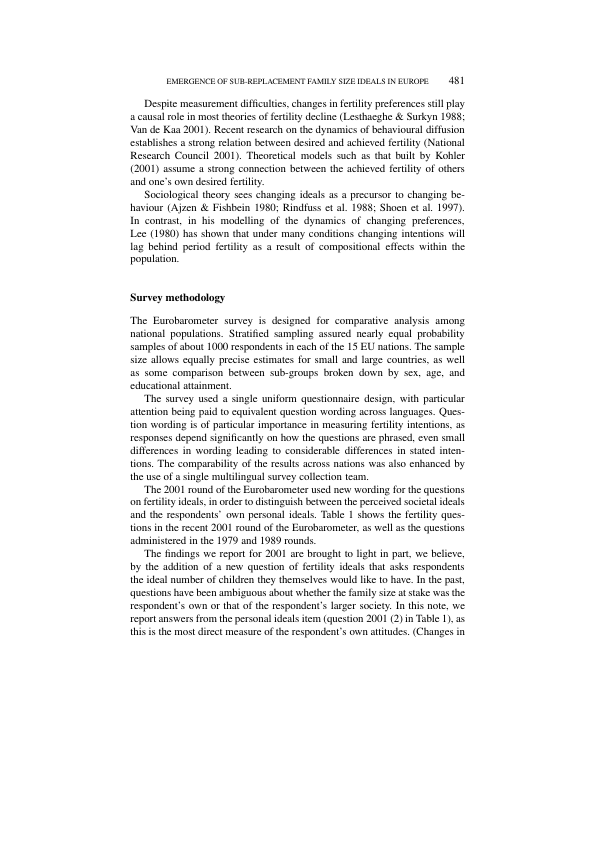 EMERGENCE OF SUB-REPLACEMENT FAMILY SIZE IDEALS IN EUROPE 481
Despite measurement difficulties, changes in fertility preferences still play
a causal role in most theories of fertility decline (Lesthaeghe & Surkyn 1988;
Van de Kaa 2001). Recent research on the dynamics of behavioural diffusion
establishes a strong relation between desired and achieved fertility (National
Research Council 2001). Theoretical models such as that built by Kohler
(2001) assume a strong connection between the achieved fertility of others
and one's own desired fertility.
Sociological theory sees changing ideals as a precursor to changing be-
haviour (Ajzen & Fishbein 1980; Rindfuss et al. 1988; Shoen et al. 1997).
In contrast, in his modelling of the dynamics of changing preferences,
Lee (1980) has shown that under many conditions changing intentions will
lag behind period fertility as a result of compositional effects within the
population.
Survey methodology
The Eurobarometer survey is designed for comparative analysis among
national populations. Stratified sampling assured nearly equal probability
samples of about 1000 respondents in each of the 15 EU nations. The sample
size allows equally precise estimates for small and large countries, as well
as some comparison between sub-groups broken down by sex, age, and
educational attainment.
The survey used a single uniform questionnaire design, with particular
attention being paid to equivalent question wording across languages. Ques-
tion wording is of particular importance in measuring fertility intentions, as
responses depend significantly on how the questions are phrased, even small
differences in wording leading to considerable differences in stated inten-
tions. The comparability of the results across nations was also enhanced by
the use of a single multilingual survey collection team.
The 2001 round of the Eurobarometer used new wording for the questions
on fertility ideals, in order to distinguish between the perceived societal ideals
and the respondents' own personal ideals. Table 1 shows the fertility ques-
tions in the recent 2001 round of the Eurobarometer, as well as the questions
administered in the 1979 and 1989 rounds.
The findings we report for 2001 are brought to light in part, we believe,
by the addition of a new question of fertility ideals that asks respondents
the ideal number of children they themselves would like to have. In the past,
questions have been ambiguous about whether the family size at stake was the
respondent's own or that of the respondent's larger society. In this note, we
report answers from the personal ideals item (question 2001 (2) in Table 1), as
this is the most direct measure of the respondent's own attitudes. (Changes in